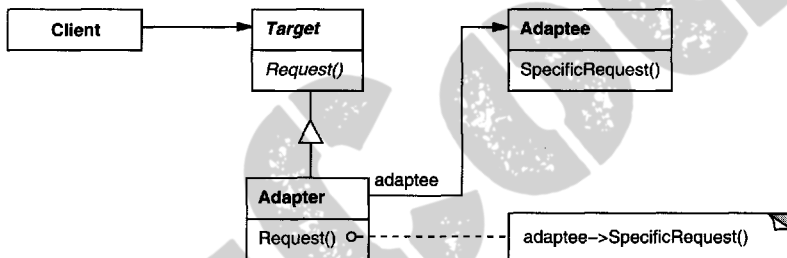 Client
Target
Request()
Adaptee
SpecificRequest()
adaptee
Adapter
Request()
adaptee->SpecificRequest()